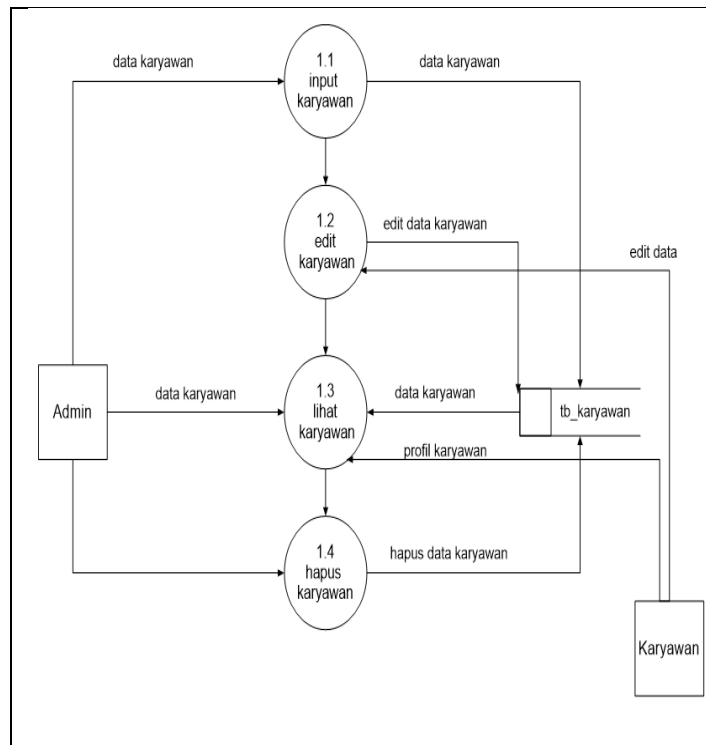 1.1
input
karyawan
data karyawan
data karyawan
1.2
edit
karyawan
edit data karyawan
edit data
Admin
data karyawan
1.3
lihat
karyawan
data karyawan
tb_karyawan
profil karyawan
1.4
hapus
karyawan
hapus data karyawan
Karyawan